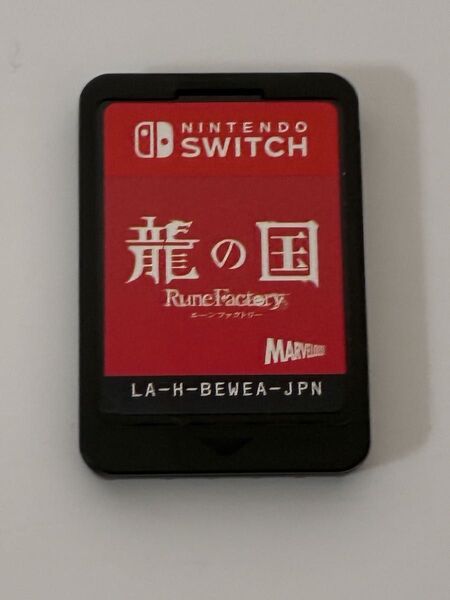 NINTENDO
SWITCH
龍の国
Rune Factory
ルーンファクトリー
MARVELOUS!
LA-H-BEWEA-JPN